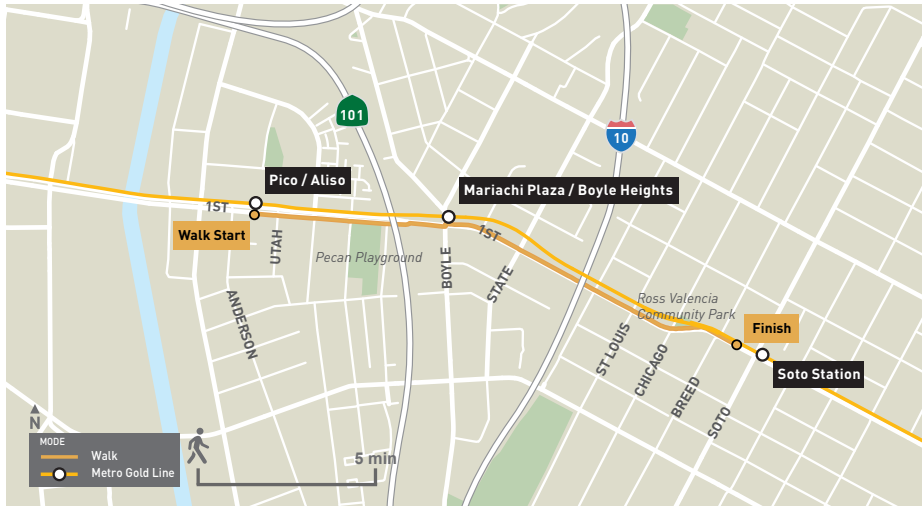 101
10
Pico / Aliso
Mariachi Plaza / Boyle Heights
1ST
Walk Start
UTAH
Pecan Playground
BOYLE
1ST
STATE
ANDERSON
Ross Valencia
Community Park
Finish
ST LOUIS
CHICAGO
BREED
SOTO
Soto Station
N
MODE
Walk
Metro Gold Line
5 min